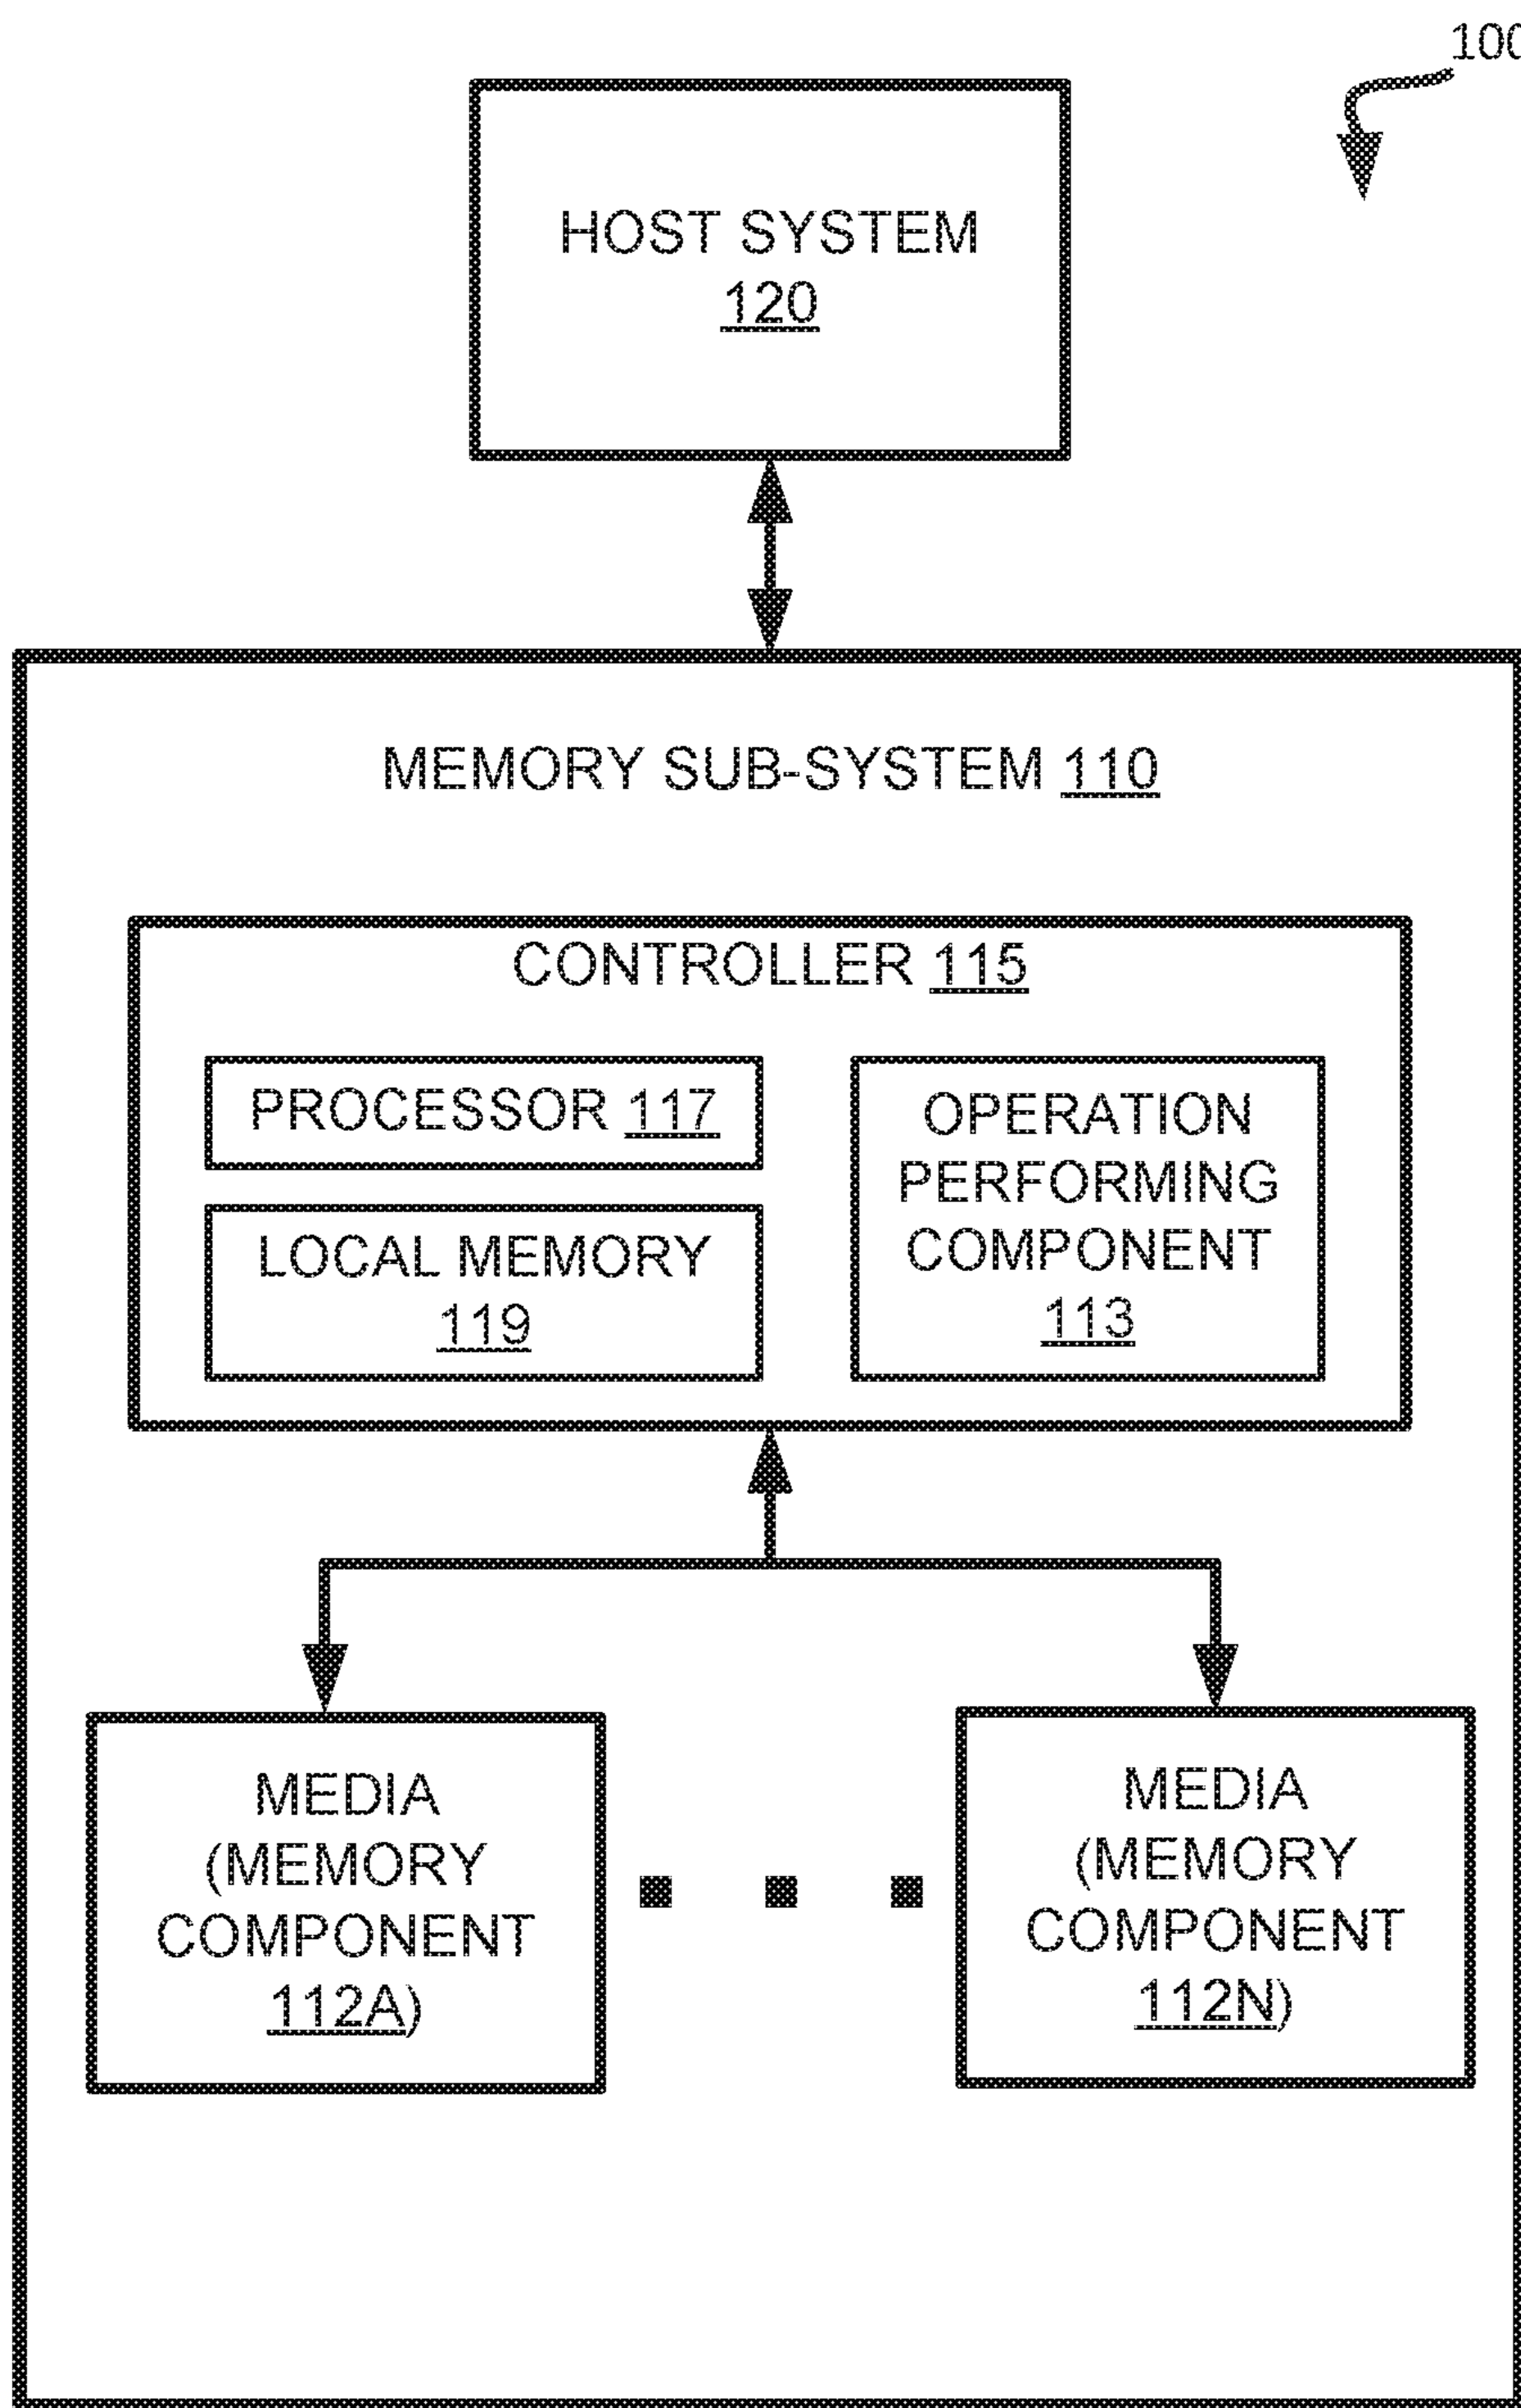 100
HOST SYSTEM
120
MEMORY SUB-SYSTEM 110
CONTROLLER 115
PROCESSOR 117
LOCAL MEMORY
119
OPERATION
PERFORMING
COMPONENT
113
MEDIA
(MEMORY
COMPONENT
112A)
MEDIA
(MEMORY
COMPONENT
112N)